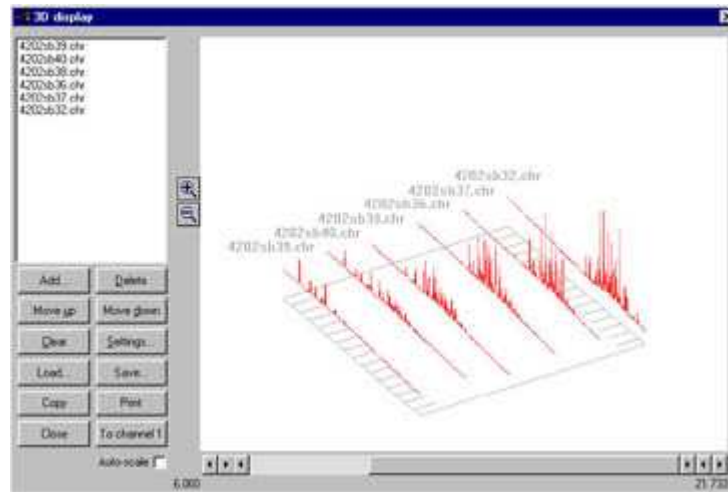 3D display
4202sb39.chr
4202sb40.chr
4202sb38.chr
4202sb36.chr
4202sb37.chr
4202sb32.chr
4202sb32.chr
4202sb37.chr
4202sb36.chr
4202sb38.chr
4202sb40.chr
4202sb39.chr
Add... Delete
Move up Move down
Clear Settings...
Load... Save...
Copy Print
Close To channel 1
Auto-scale
6.000 21.732